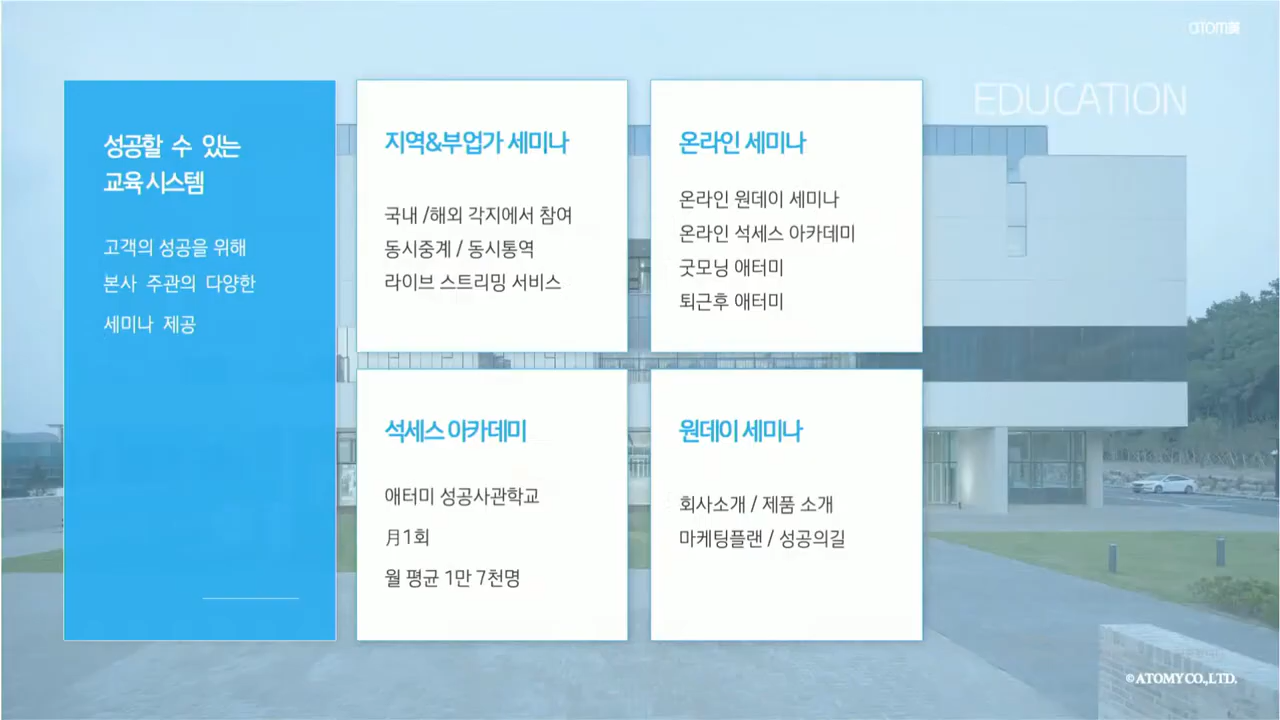 atom美
EDUCATION
성공할 수 있는
교육 시스템
고객의 성공을 위해
본사 주관의 다양한
세미나 제공
지역&부업가 세미나
국내 /해외 각지에서 참여
동시중계 / 동시통역
라이브 스트리밍 서비스
온라인 세미나
온라인 원데이 세미나
온라인 석세스 아카데미
굿모닝 애터미
퇴근후 애터미
석세스 아카데미
애터미 성공사관학교
月1회
월 평균 1만 7천명
원데이 세미나
회사소개 / 제품 소개
마케팅플랜 / 성공의길
© ATOMY CO., LTD.